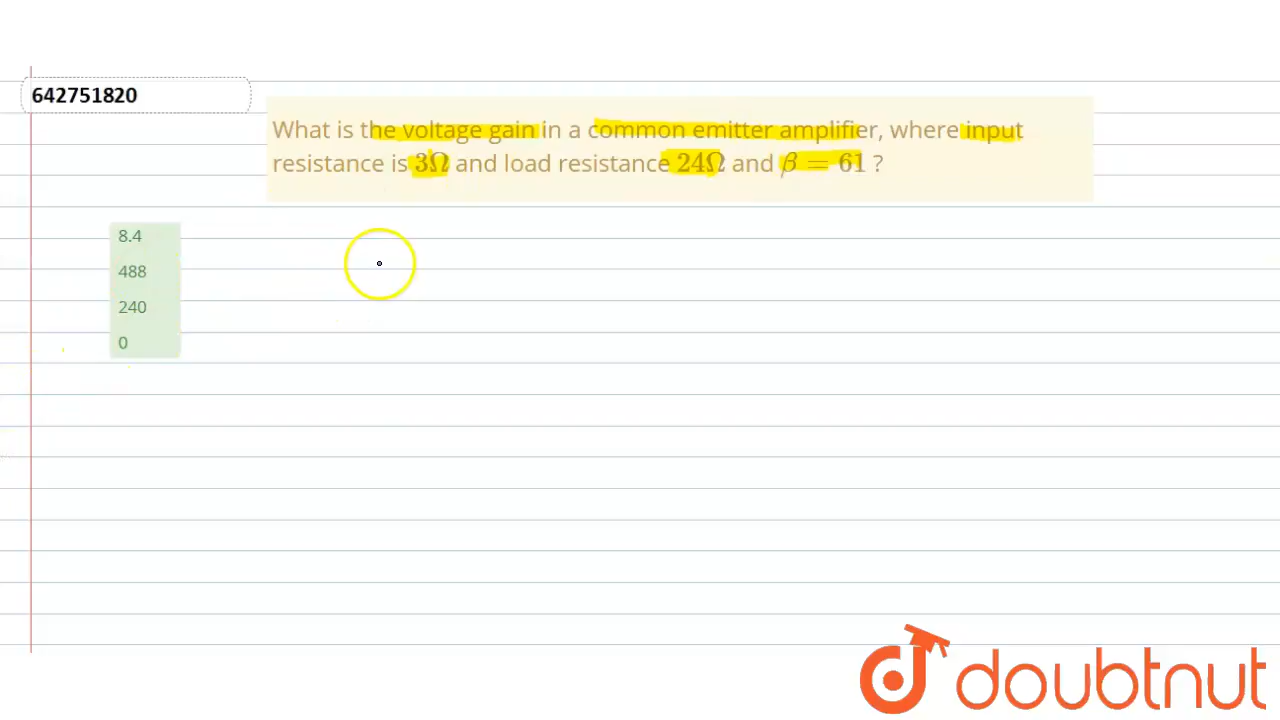 642751820
What is the voltage gain in a common emitter amplifier, where input
resistance is 3Ω and load resistance 24Ω and β = 61 ?
8.4
488
240
0
doubtnut